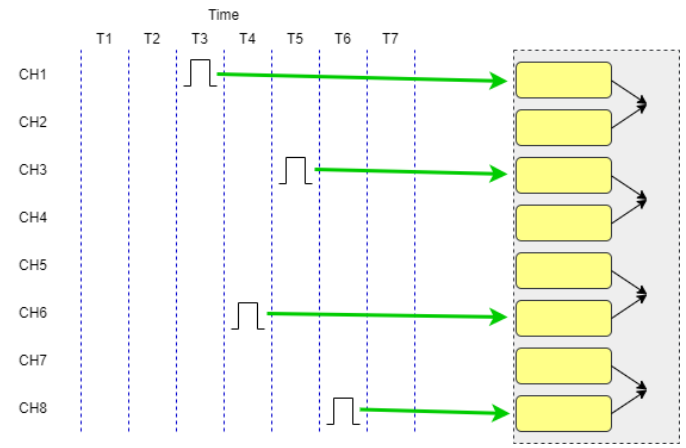 Time
T1 T2 T3 T4 T5 T6 T7
CH1
CH2
CH3
CH4
CH5
CH6
CH7
CH8